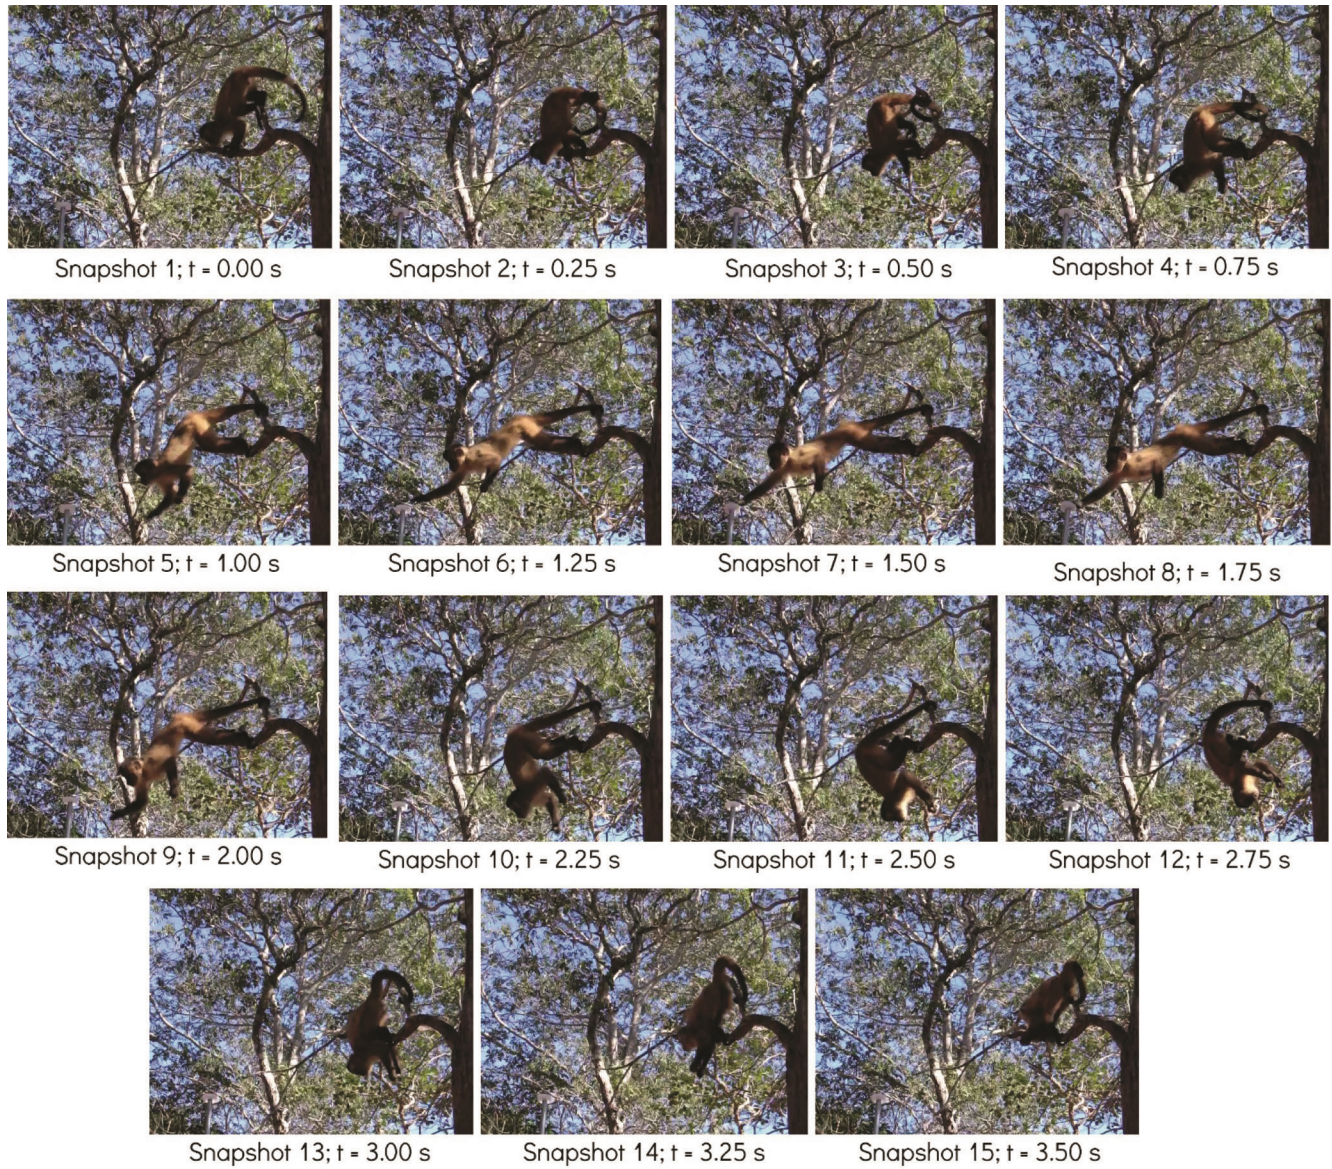 Snapshot 1; t = 0.00 s
Snapshot 2; t = 0.25 s
Snapshot 3; t = 0.50 s
Snapshot 4; t = 0.75 s
Snapshot 5; t = 1.00 s
Snapshot 6; t = 1.25 s
Snapshot 7; t = 1.50 s
Snapshot 8; t = 1.75 s
Snapshot 9; t = 2.00 s
Snapshot 10; t = 2.25 s
Snapshot 11; t = 2.50 s
Snapshot 12; t = 2.75 s
Snapshot 13; t = 3.00 s
Snapshot 14; t = 3.25 s
Snapshot 15; t = 3.50 s